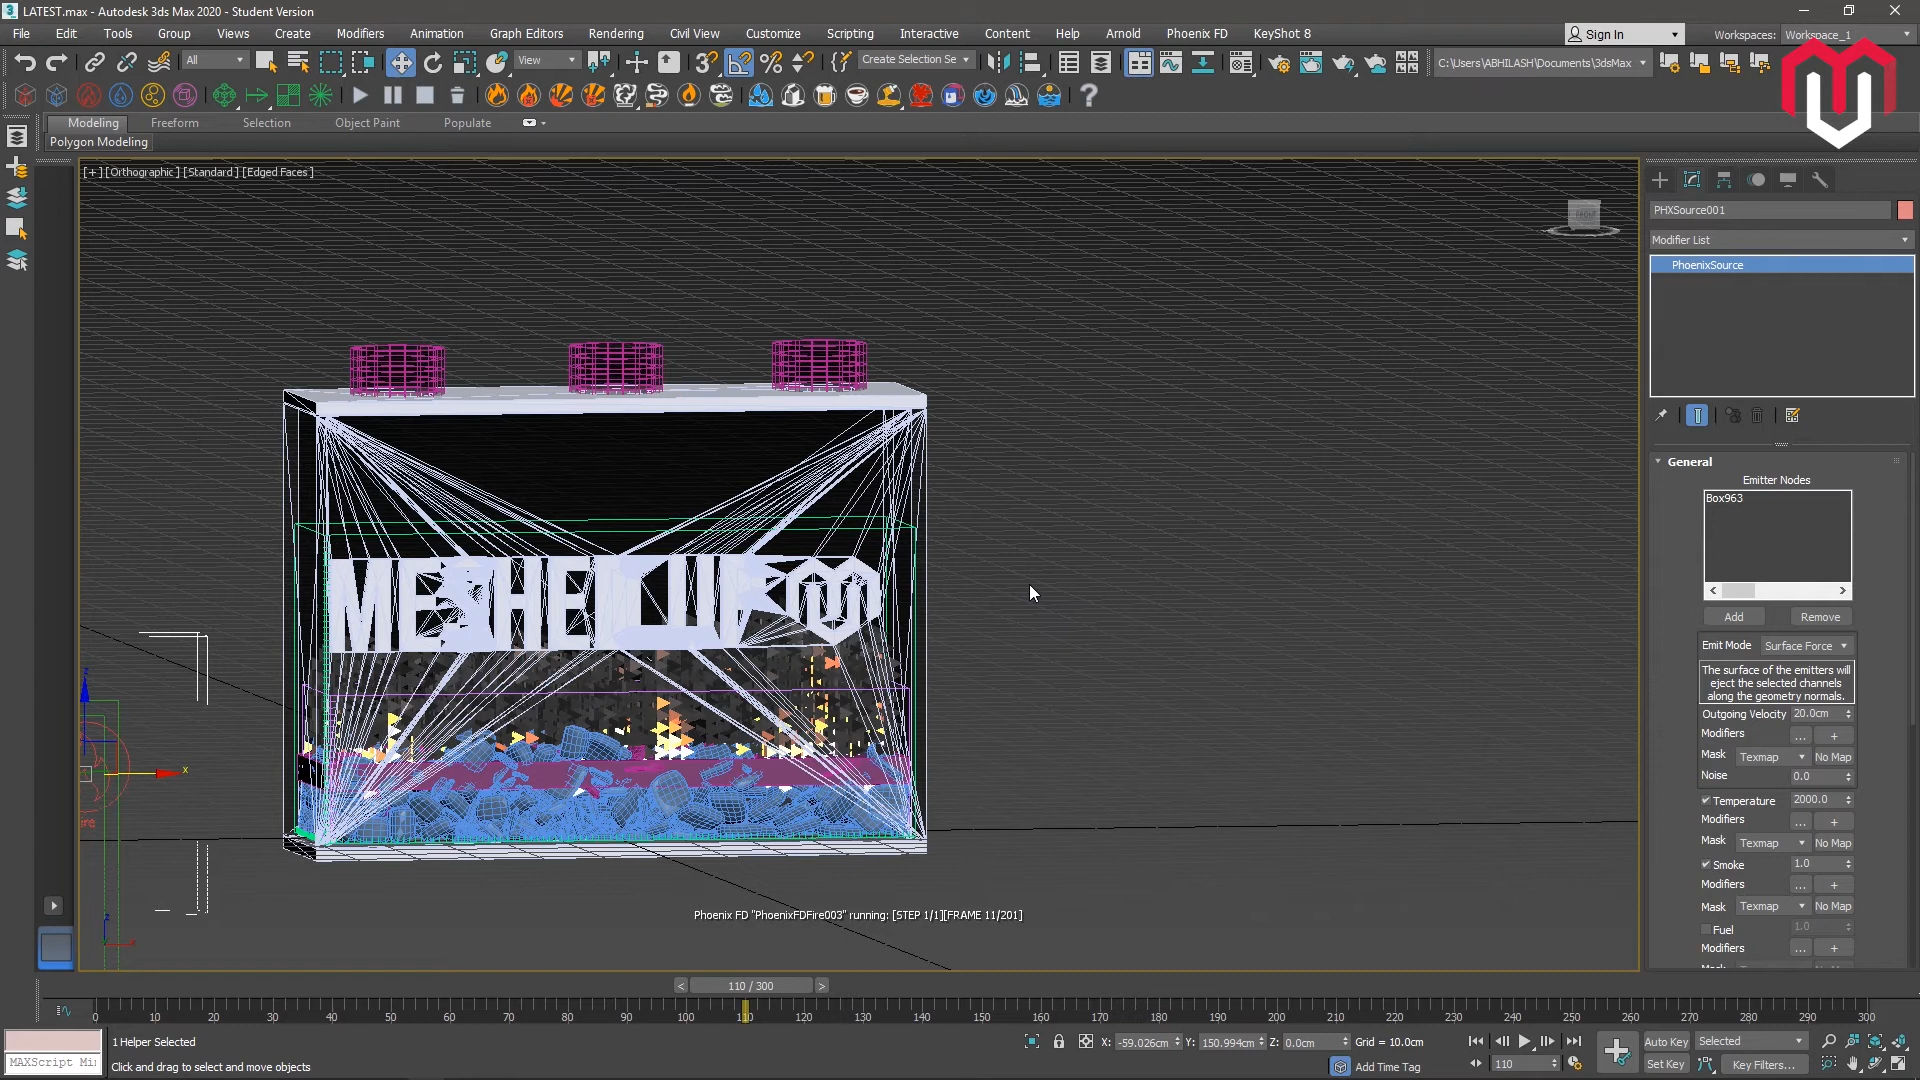 LATEST.max - Autodesk 3ds Max 2020 - Student Version
File Edit Tools Group Views Create Modifiers Animation Graph Editors Rendering Civil View Customize Scripting Interactive Content Help Arnold Phoenix FD KeyShot 8 Sign In Workspaces: Workspace_1
All View Create Selection Se C:\Users\ABHILASH\Documents\3dsMax
Modeling Freeform Selection Object Paint Populate
Polygon Modeling
[+] [Orthographic] [Standard] [Edged Faces]
FRONT
PHXSource001
Modifier List
PhoenixSource
General
Emitter Nodes
Box963
Add Remove
Emit Mode Surface Force
The surface of the emitters will
eject the selected channels
along the geometry normals.
Outgoing Velocity 20.0cm
Modifiers ... +
Mask Texmap No Map
Noise 0.0
Temperature 2000.0
Modifiers ... +
Mask Texmap No Map
Smoke 1.0
Modifiers ... +
Mask Texmap No Map
Fuel 1.0
Modifiers ... +
z
x
Phoenix FD "PhoenixFDFire003" running: [STEP 1/1][FRAME 11/201]
< 110 / 300 >
0 10 20 30 40 50 60 70 80 90 100 110 120 130 140 150 160 170 180 190 200 210 220 230 240 250 260 270 280 290 300
1 Helper Selected X: -59.026cm Y: 150.994cm Z: 0.0cm Grid = 10.0cm Auto Key Selected
MAXScript Mi Click and drag to select and move objects Add Time Tag 110 Set Key Key Filters...